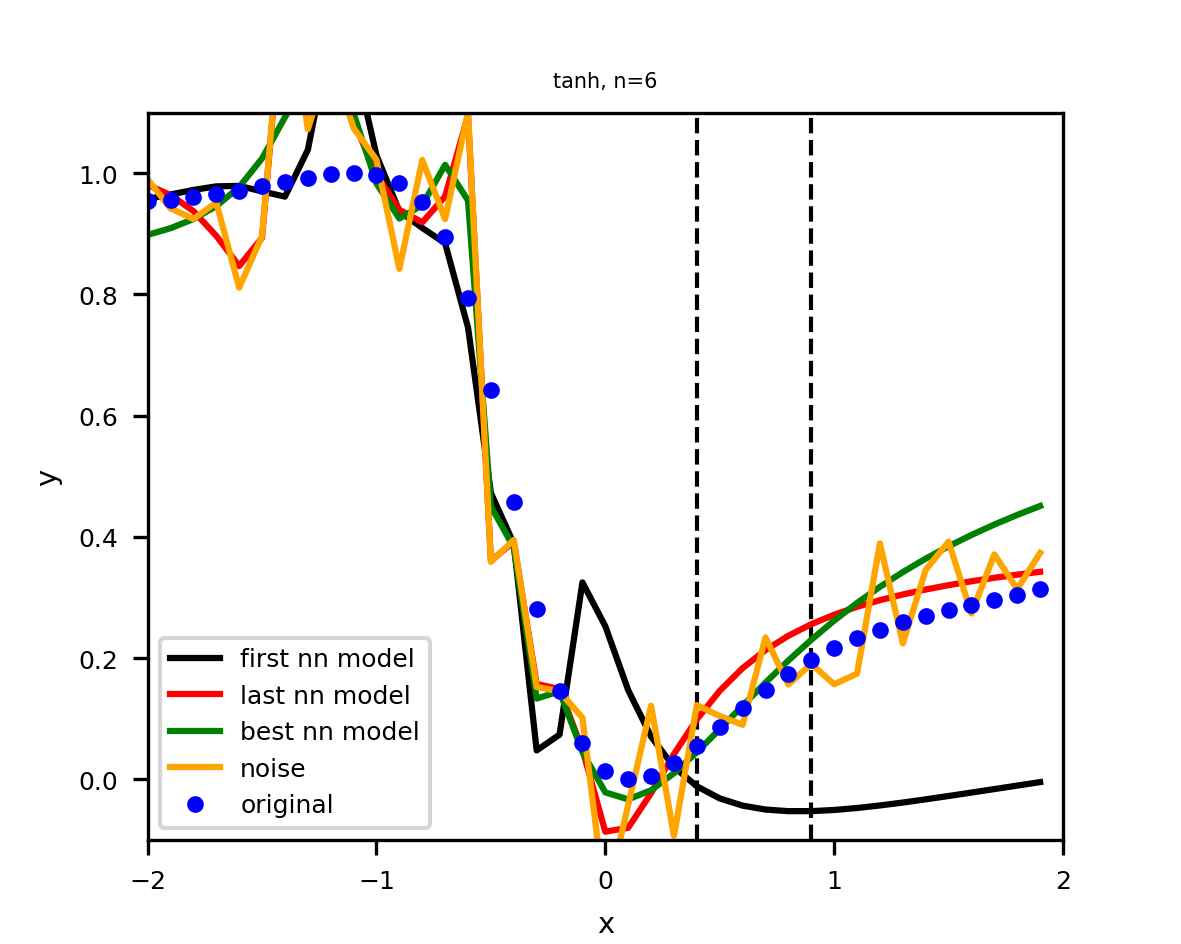 tanh, n=6
1.0
0.8
0.6
0.4
0.2
0.0
y
first nn model
last nn model
best nn model
noise
original
−2
−1
0
1
2
x